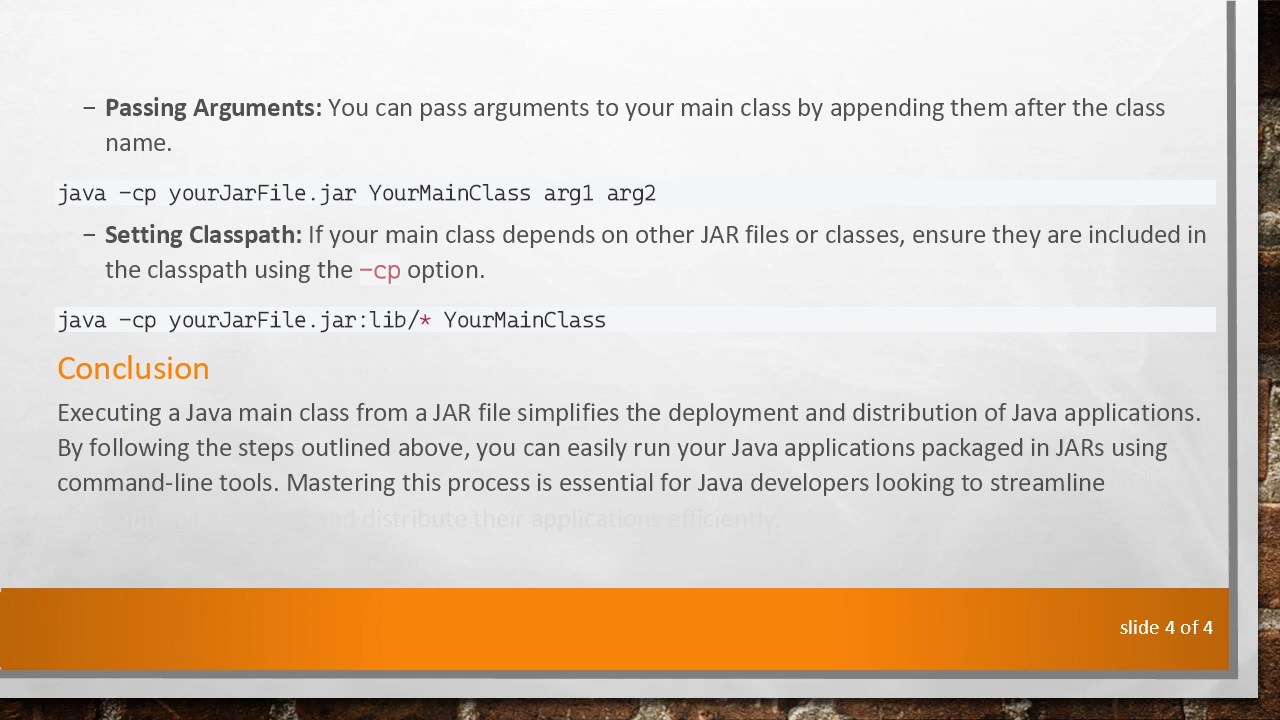 – Passing Arguments: You can pass arguments to your main class by appending them after the class
name.
java -cp yourJarFile.jar YourMainClass arg1 arg2
– Setting Classpath: If your main class depends on other JAR files or classes, ensure they are included in
the classpath using the -cp option.
java -cp yourJarFile.jar:lib/* YourMainClass
Conclusion
Executing a Java main class from a JAR file simplifies the deployment and distribution of Java applications.
By following the steps outlined above, you can easily run your Java applications packaged in JARs using
command-line tools. Mastering this process is essential for Java developers looking to streamline
and distribute their applications efficiently.
slide 4 of 4